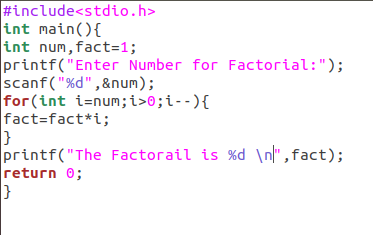 #include<stdio.h>
int main(){
int num,fact=1;
printf("Enter Number for Factorial:");
scanf("%d",&num);
for(int i=num;i>0;i--){
fact=fact*i;
}
printf("The Factorail is %d \n",fact);
return 0;
}